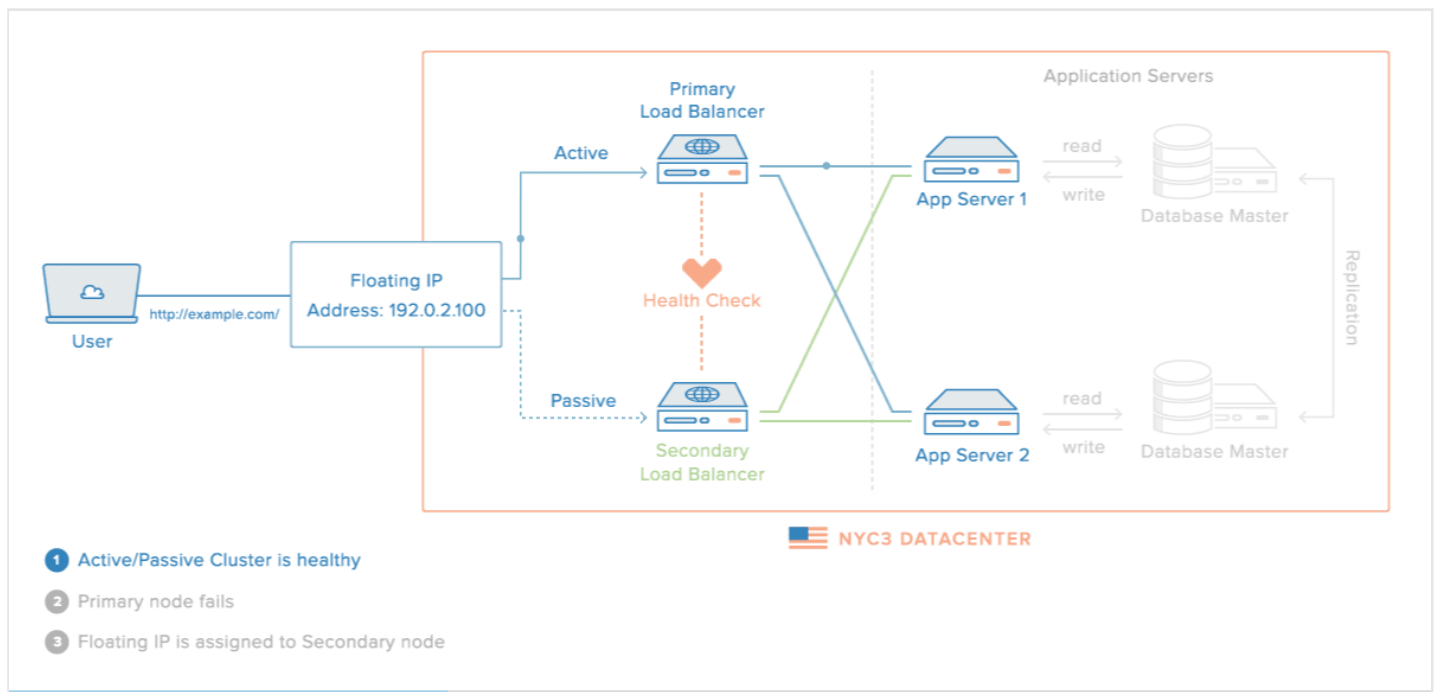 Application Servers
Primary
Load Balancer
Active
read
write
App Server 1
Database Master
Floating IP
Address: 192.0.2.100
http://example.com/
User
Health Check
Replication
Passive
read
write
App Server 2
Database Master
Secondary
Load Balancer
NYC3 DATACENTER
1 Active/Passive Cluster is healthy
2 Primary node fails
3 Floating IP is assigned to Secondary node